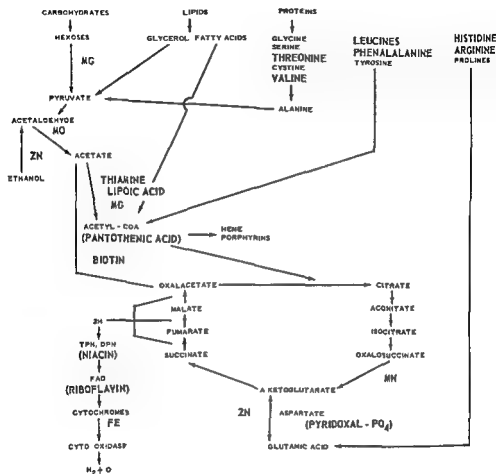 CARBOHYDRATES
HEXOSES
MG
PYRUVATE
ACETALDEHYDE
MG
ZN
ACETATE
ETHANOL
LIPIDS
GLYCEROL FATTY ACIDS
PROTEINS
GLYCINE
SERINE
THREONINE
CYSTINE
VALINE
ALANINE
LEUCINES
PHENALALANINE
TYROSINE
HISTIDINE
ARGININE
PROLINES
THIAMINE
LIPOIC ACID
MG
ACETYL-COA
(PANTOTHENIC ACID)
HEME
PORPHYRINS
BIOTIN
OXALACETATE
CITRATE
MALATE
ACONITATE
2H
FUMARATE
ISOCITRATE
SUCCINATE
OXALOSUCCINATE
TPN, DPN
(NIACIN)
MN
FAD
(RIBOFLAVIN)
A KETOGLUTARATE
ZN
ASPARTATE
(PYRIDOXAL-PO4)
GLUTAMIC ACID
CYTOCHROMES
FE
CYTO OXIDASE
H2+O